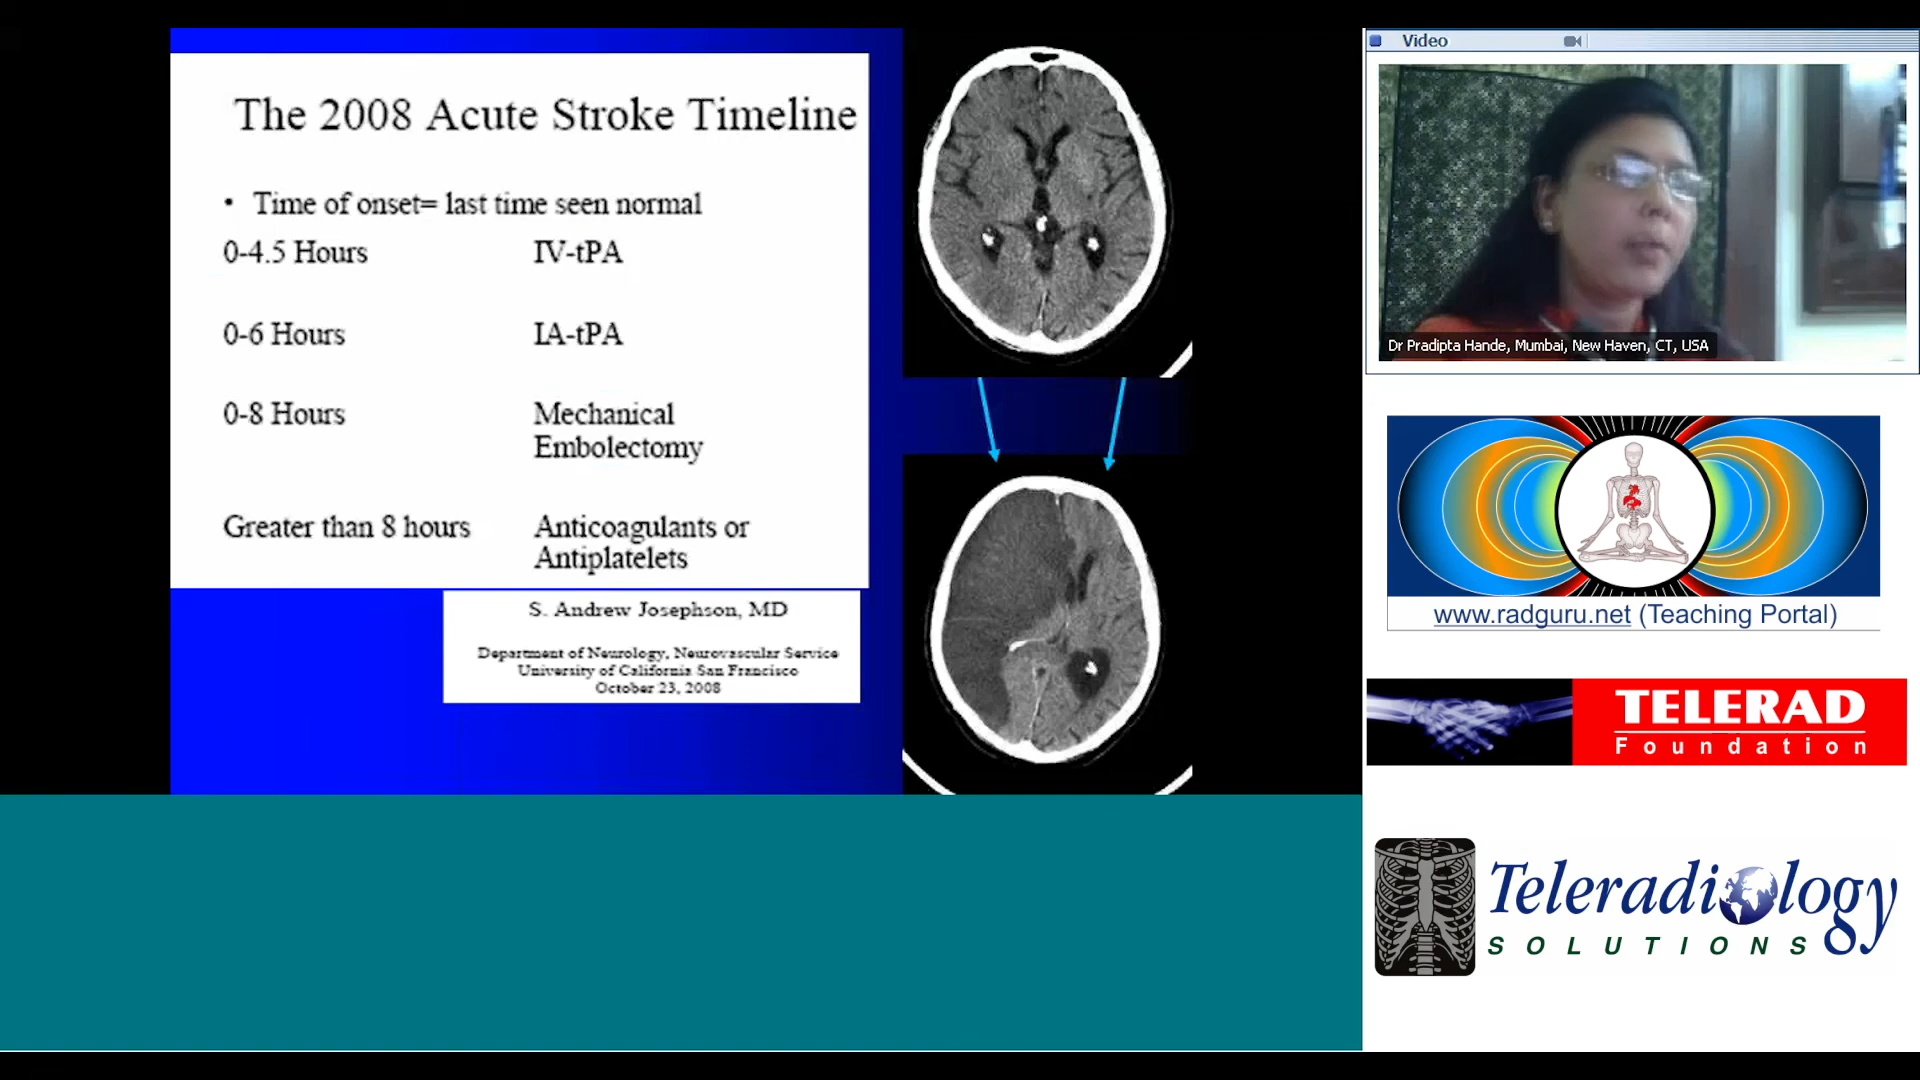 The 2008 Acute Stroke Timeline
• Time of onset= last time seen normal
0-4.5 Hours IV-tPA
0-6 Hours IA-tPA
0-8 Hours Mechanical
Embolectomy
Greater than 8 hours Anticoagulants or
Antiplatelets
S. Andrew Josephson, MD
Department of Neurology, Neurovascular Service
University of California San Francisco
October 23, 2008
Video
Dr Pradipta Hande, Mumbai, New Haven, CT, USA
www.radguru.net (Teaching Portal)
TELERAD
Foundation
Teleradiology
SOLUTIONS